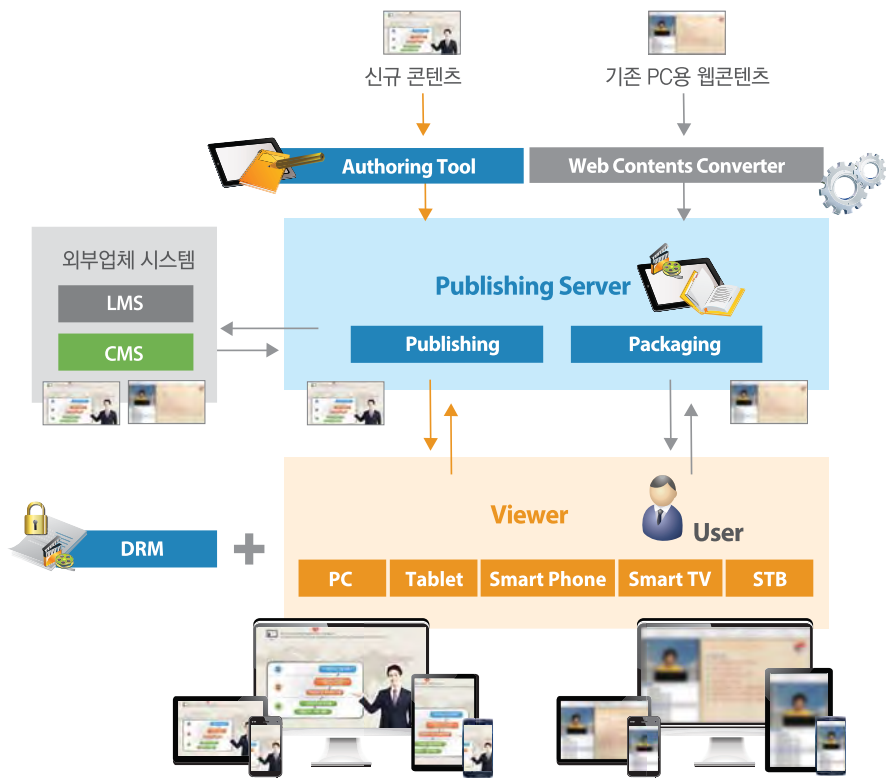 신규 콘텐츠
기존 PC용 웹콘텐츠
Authoring Tool
Web Contents Converter
외부업체 시스템
LMS
CMS
Publishing Server
Publishing
Packaging
Viewer
User
DRM
PC
Tablet
Smart Phone
Smart TV
STB